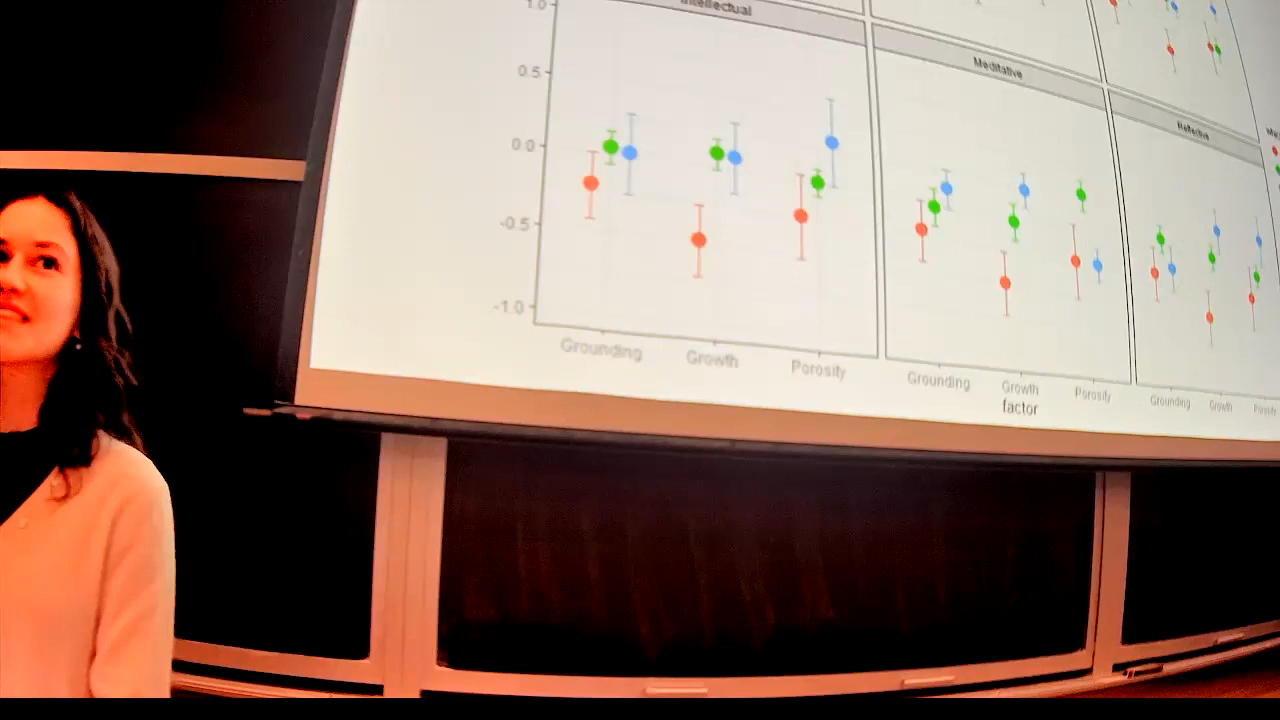 1.0
Intellectual
0.5
Meditative
0.0
Reflective
-0.5
-1.0
Grounding Growth Porosity
Grounding Growth Porosity
Grounding Growth Porosity
factor